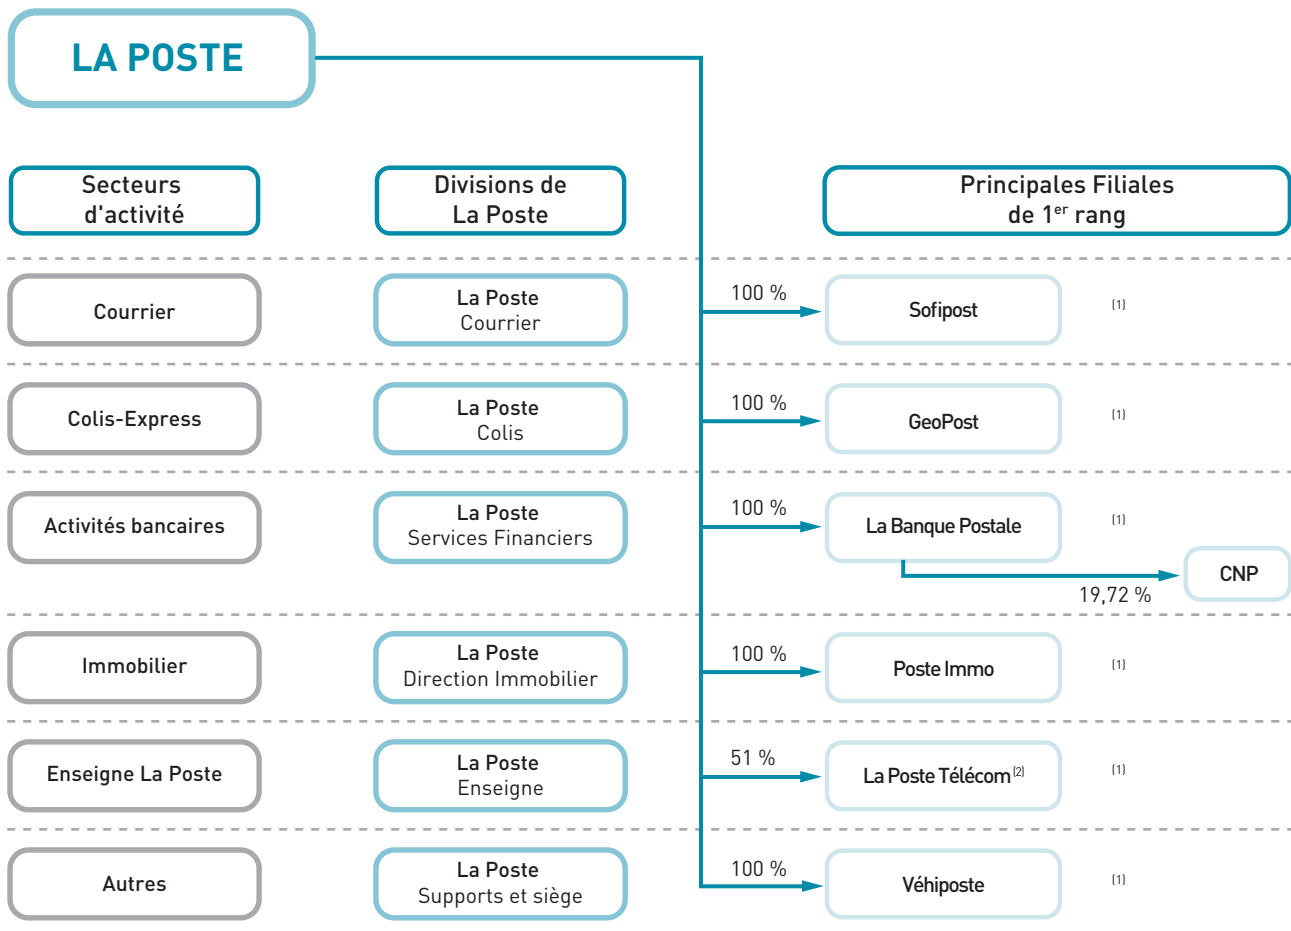 LA POSTE
Secteurs
d'activité
Divisions de
La Poste
Principales Filiales
de 1er rang
Courrier
La Poste
Courrier
100 %
Sofipost
(1)
Colis-Express
La Poste
Colis
100 %
GeoPost
(1)
Activités bancaires
La Poste
Services Financiers
100 %
La Banque Postale
(1)
CNP
19,72 %
Immobilier
La Poste
Direction Immobilier
100 %
Poste Immo
(1)
Enseigne La Poste
La Poste
Enseigne
51 %
La Poste Télécom(2)
(1)
Autres
La Poste
Supports et siège
100 %
Véhiposte
(1)